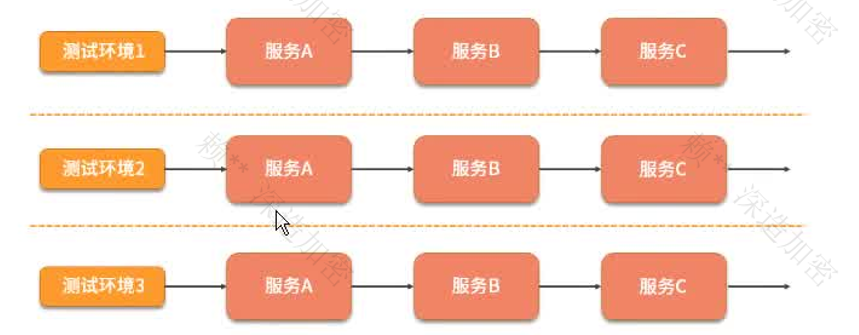 测试环境1 服务A 服务B 服务C
测试环境2 服务A 服务B 服务C
赖** 深造加密
赖** 深造加密
测试环境3 服务A 服务B 服务C